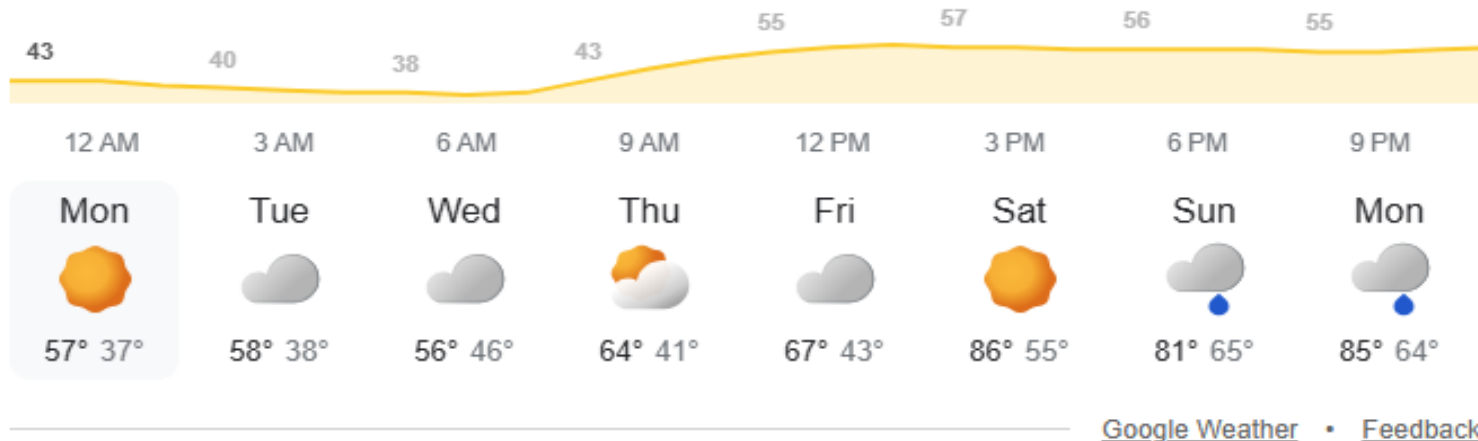 43 40 38 43 55 57 56 55
12 AM 3 AM 6 AM 9 AM 12 PM 3 PM 6 PM 9 PM
Mon Tue Wed Thu Fri Sat Sun Mon
57° 37° 58° 38° 56° 46° 64° 41° 67° 43° 86° 55° 81° 65° 85° 64°
Google Weather • Feedback